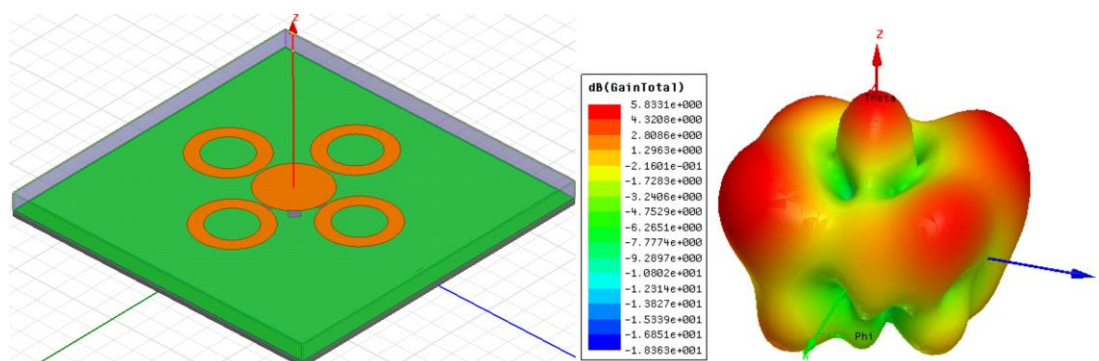 z
dB(GainTotal)
5.8331e+000
4.3208e+000
2.8086e+000
1.2963e+000
-2.1601e-001
-1.7283e+000
-3.2406e+000
-4.7529e+000
-6.2651e+000
-7.7774e+000
-9.2897e+000
-1.0802e+001
-1.2314e+001
-1.3827e+001
-1.5339e+001
-1.6851e+001
-1.8363e+001
Z
Theta
Phi